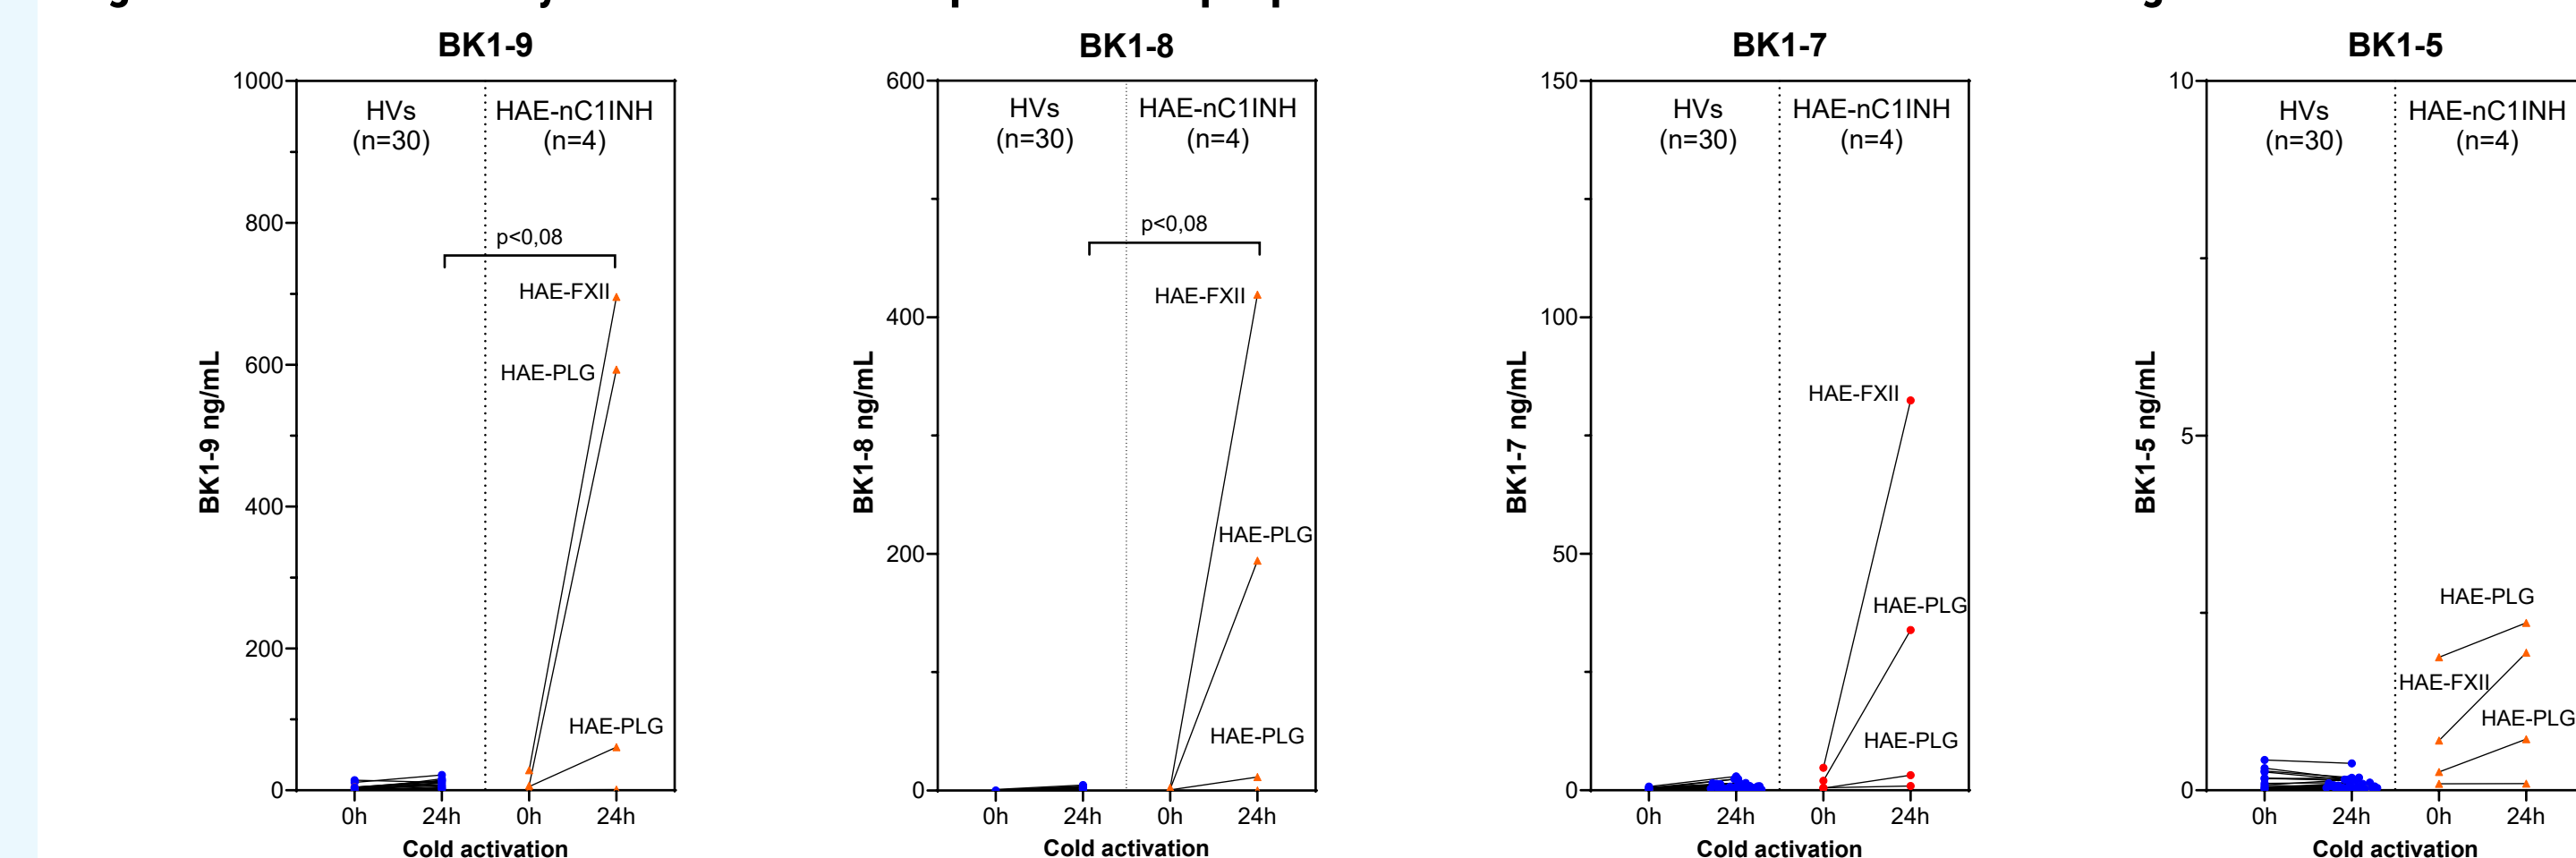 BK1-9
1000
800
600
400
200
0
BK1-9 ng/mL
HVs
(n=30)
HAE-nC1INH
(n=4)
p<0,08
HAE-FXII
HAE-PLG
HAE-PLG
0h 24h 0h 24h
Cold activation
BK1-8
600
400
200
0
BK1-8 ng/mL
HVs
(n=30)
HAE-nC1INH
(n=4)
p<0,08
HAE-FXII
HAE-PLG
HAE-PLG
0h 24h 0h 24h
Cold activation
BK1-7
150
100
50
0
BK1-7 ng/mL
HVs
(n=30)
HAE-nC1INH
(n=4)
HAE-FXII
HAE-PLG
HAE-PLG
0h 24h 0h 24h
Cold activation
BK1-5
10
5
0
BK1-5 ng/mL
HVs
(n=30)
HAE-nC1INH
(n=4)
HAE-PLG
HAE-FXII
HAE-PLG
0h 24h 0h 24h
Cold activation